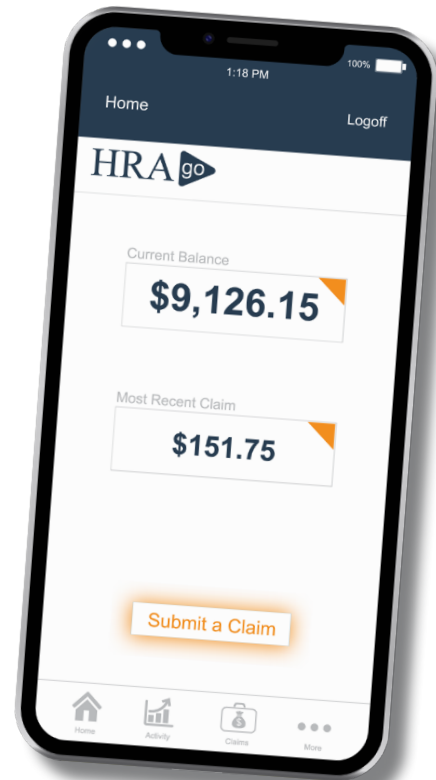 1:18 PM
100%
Home
Logoff
HRA go
Current Balance
$9,126.15
Most Recent Claim
$151.75
Submit a Claim
Home
Activity
Claims
More